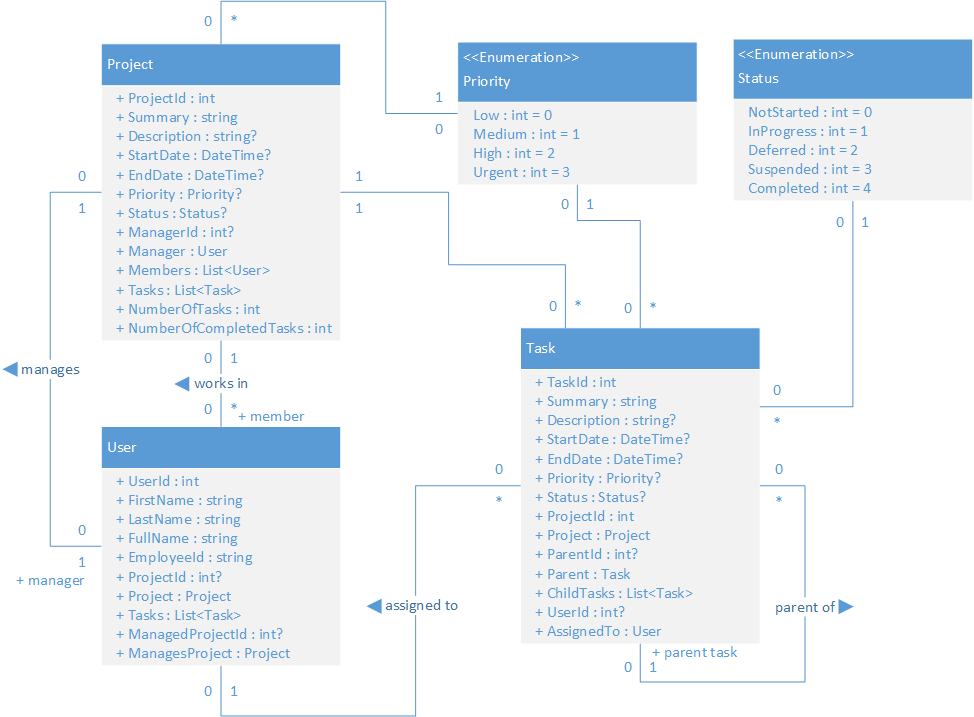 0 *
Project
+ ProjectId : int
+ Summary : string
+ Description : string?
+ StartDate : DateTime?
+ EndDate : DateTime?
+ Priority : Priority?
+ Status : Status?
+ ManagerId : int?
+ Manager : User
+ Members : List<User>
+ Tasks : List<Task>
+ NumberOfTasks : int
+ NumberOfCompletedTasks : int
<<Enumeration>>
Priority
Low : int = 0
Medium : int = 1
High : int = 2
Urgent : int = 3
<<Enumeration>>
Status
NotStarted : int = 0
InProgress : int = 1
Deferred : int = 2
Suspended : int = 3
Completed : int = 4
1
0
0
1
1
1
0 1
0 1
0 *
0 *
manages
0 1
works in
0 *
+ member
User
+ UserId : int
+ FirstName : string
+ LastName : string
+ FullName : string
+ EmployeeId : string
+ ProjectId : int?
+ Project : Project
+ Tasks : List<Task>
+ ManagedProjectId : int?
+ ManagesProject : Project
0
1
+ manager
0 1
Task
+ TaskId : int
+ Summary : string
+ Description : string?
+ StartDate : DateTime?
+ EndDate : DateTime?
+ Priority : Priority?
+ Status : Status?
+ ProjectId : int
+ Project : Project
+ ParentId : int?
+ Parent : Task
+ ChildTasks : List<Task>
+ UserId : int?
+ AssignedTo : User
0
*
0
*
0
*
assigned to
parent of
+ parent task
0 1